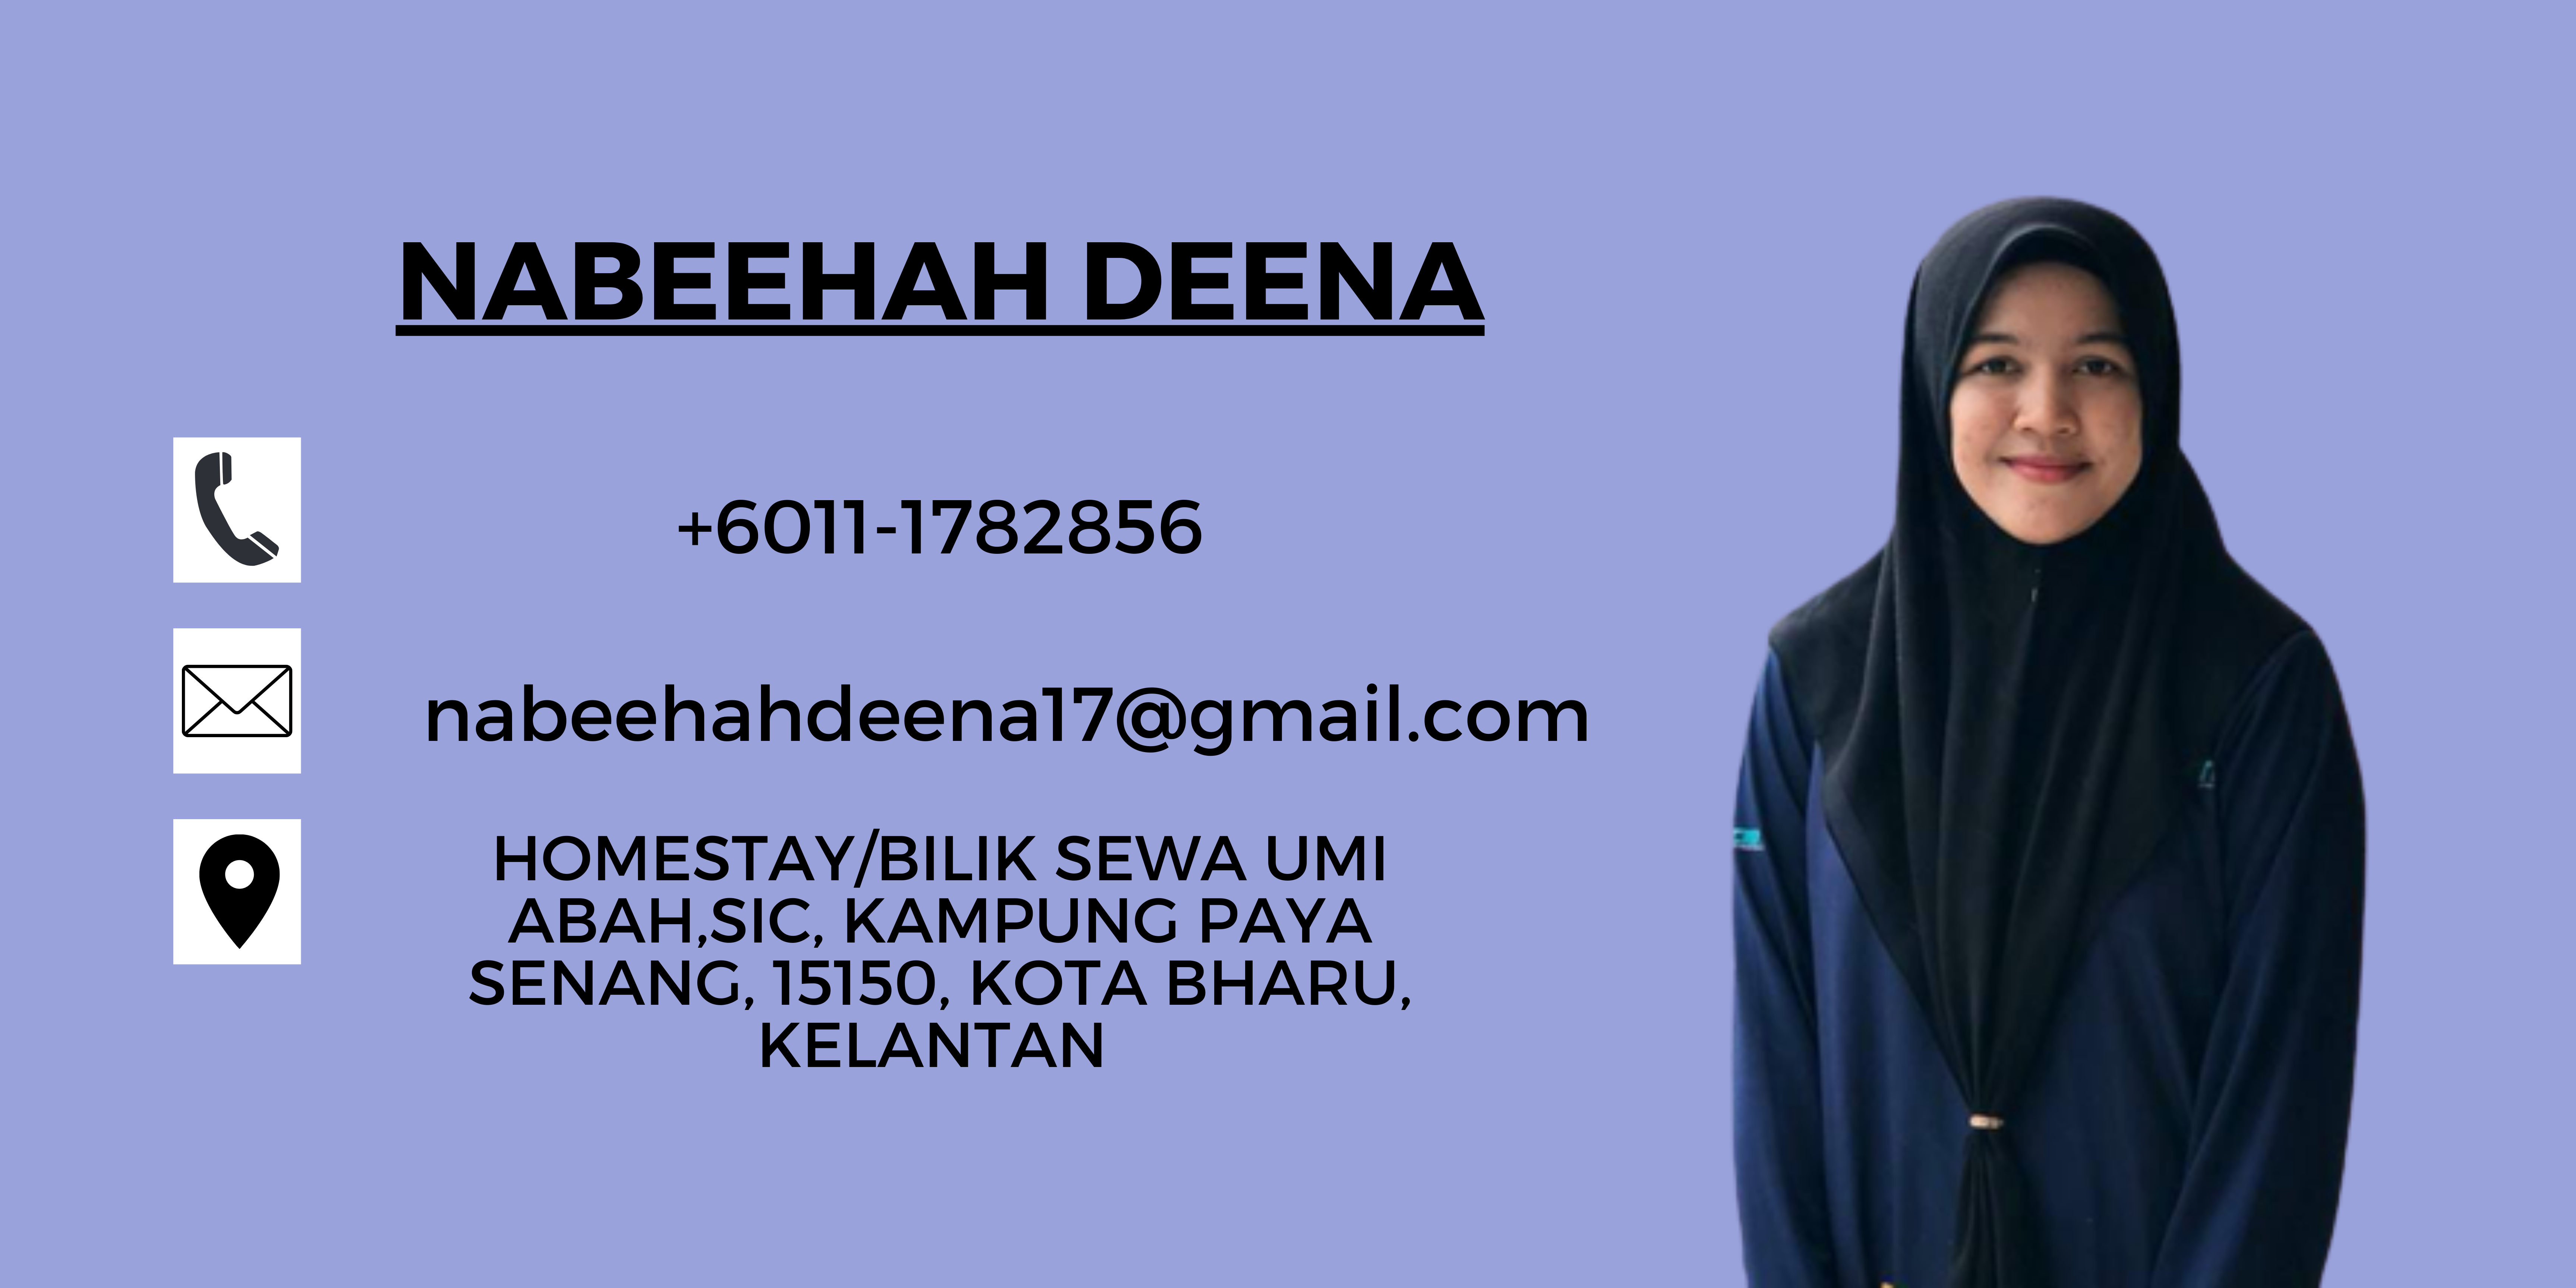 NABEEHAH DEENA
+6011-1782856
nabeehahdeena17@gmail.com
HOMESTAY/BILIK SEWA UMI
ABAH,SIC, KAMPUNG PAYA
SENANG, 15150, KOTA BHARU,
KELANTAN